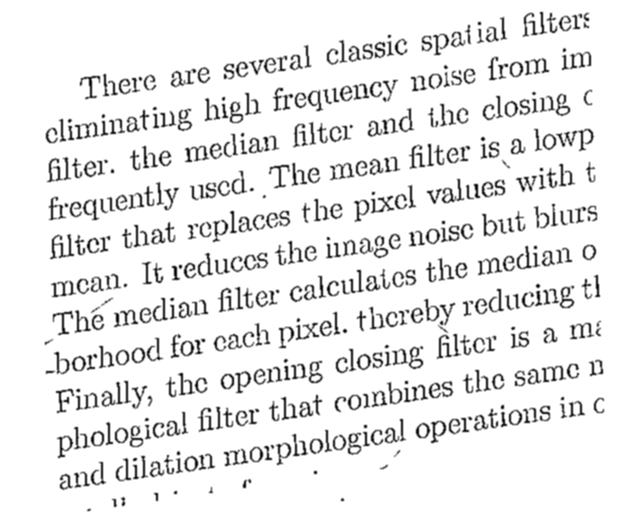 There are several classic spatial filters
eliminating high frequency noise from im
filter. the median filter and the closing
frequently used. The mean filter is a lowp
filter that replaces the pixel values with t
mean. It reduces the image noise but blurs
The median filter calculates the median o
-borhood for each pixel. thereby reducing th
Finally, the opening closing filter is a ma
phological filter that combines the same n
and dilation morphological operations in o